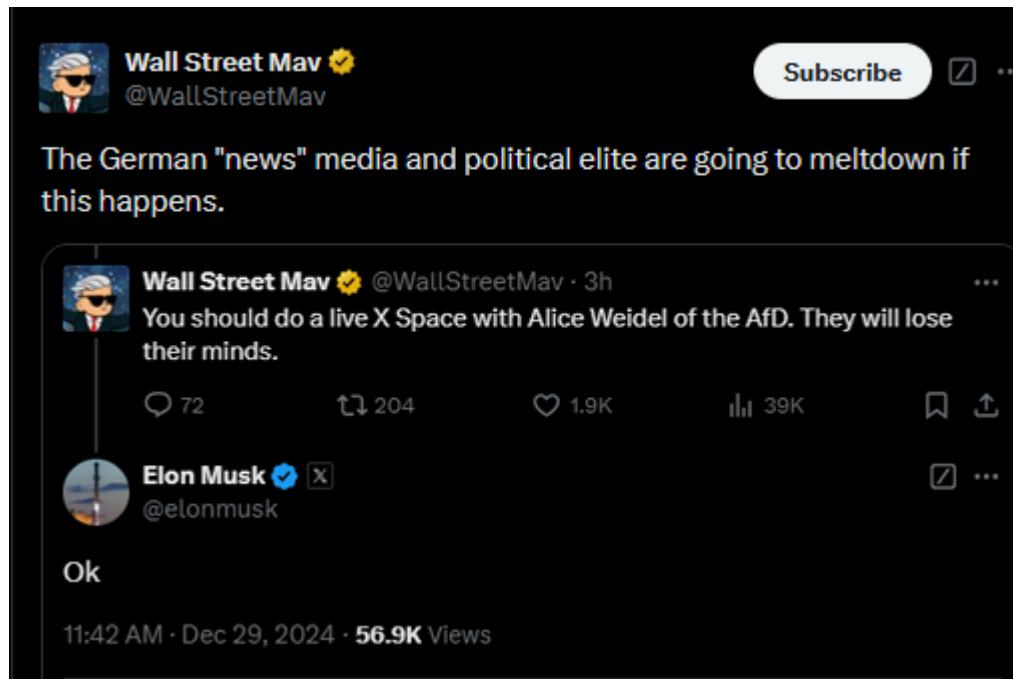 Wall Street Mav
@WallStreetMav
Subscribe
The German "news" media and political elite are going to meltdown if
this happens.
Wall Street Mav @WallStreetMav · 3h
You should do a live X Space with Alice Weidel of the AfD. They will lose
their minds.
72 204 1.9K 39K
Elon Musk X
@elonmusk
Ok
11:42 AM · Dec 29, 2024 · 56.9K Views